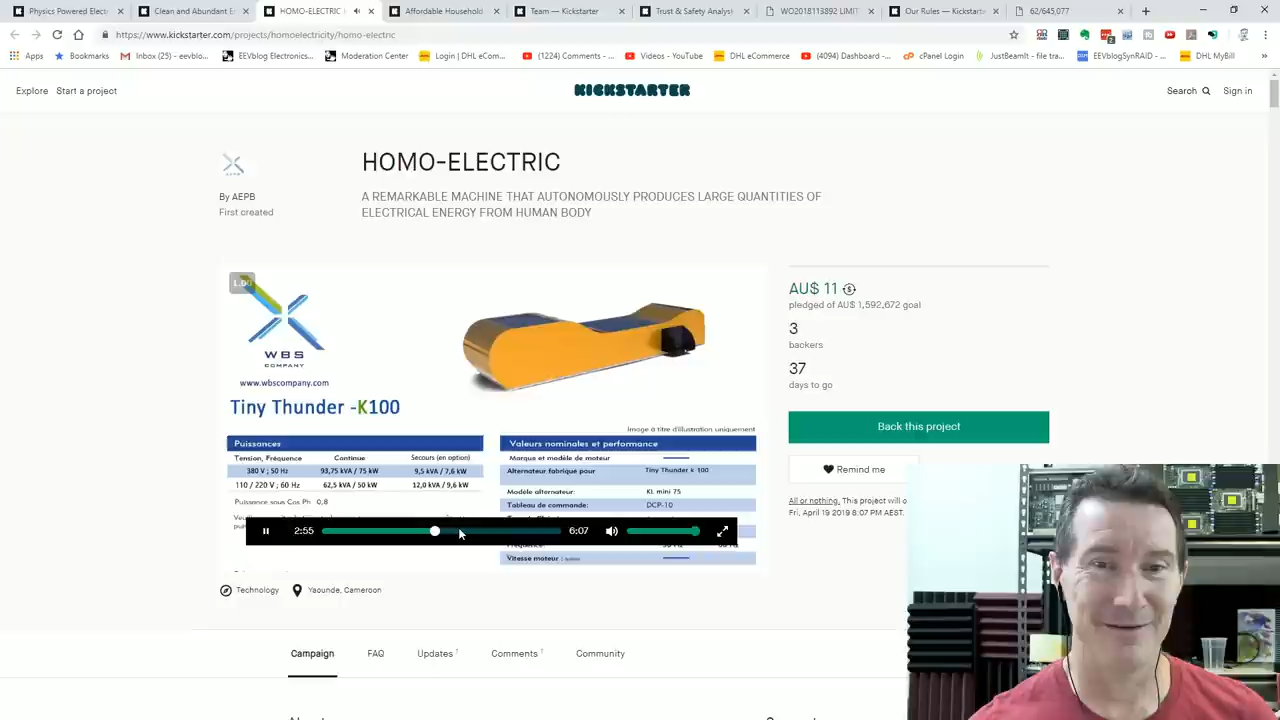 Physics Powered Elect
Clean and Abundant E
HOMO-ELECTRIC
Affordable Household
Team — Kickstarter
Trust & Safety Analys
WO2018113892 LIMIT
Our Rules — Kickstart
62/645,077
https://www.kickstarter.com/projects/homoelectricity/homo-electric
Apps
Bookmarks
Inbox (25) - eevblo...
EEVblog Electronics...
Moderation Center
Login | DHL eCom...
(1224) Comments - ...
Videos - YouTube
DHL eCommerce
(4094) Dashboard -...
cPanel Login
JustBeamIt - file tra...
EEVblogSynRAID - ...
DHL MyBill
Explore
Start a project
KICKSTARTER
Search
Sign in
HOMO-ELECTRIC
By AEPB
First created
A REMARKABLE MACHINE THAT AUTONOMOUSLY PRODUCES LARGE QUANTITIES OF
ELECTRICAL ENERGY FROM HUMAN BODY
1.00
WBS
COMPANY
www.wbscompany.com
Tiny Thunder -K100
Image à titre d'illustration uniquement
Puissances
Tension, Fréquence Continue Secours (en option)
380 V ; 50 Hz 93,75 kVA / 75 kW 9,5 kVA / 7,6 kW
110 / 220 V ; 60 Hz 62,5 kVA / 50 kW 12,0 kVA / 9,6 kW
Puissance sous Cos Ph 0,8
Valeurs nominales et performance
Marque et modèle de moteur
Alternateur fabriqué pour Tiny Thunder k 100
Modèle alternateur: KL mini 75
Tableau de commande: DCP-10
Vitesse moteur :
2:55
6:07
AU$ 11
pledged of AU$ 1,592,672 goal
3
backers
37
days to go
Back this project
Remind me
All or nothing. This project will o
Fri, April 19 2019 8:07 PM AEST.
Technology
Yaounde, Cameroon
Campaign
FAQ
Updates 1
Comments 1
Community